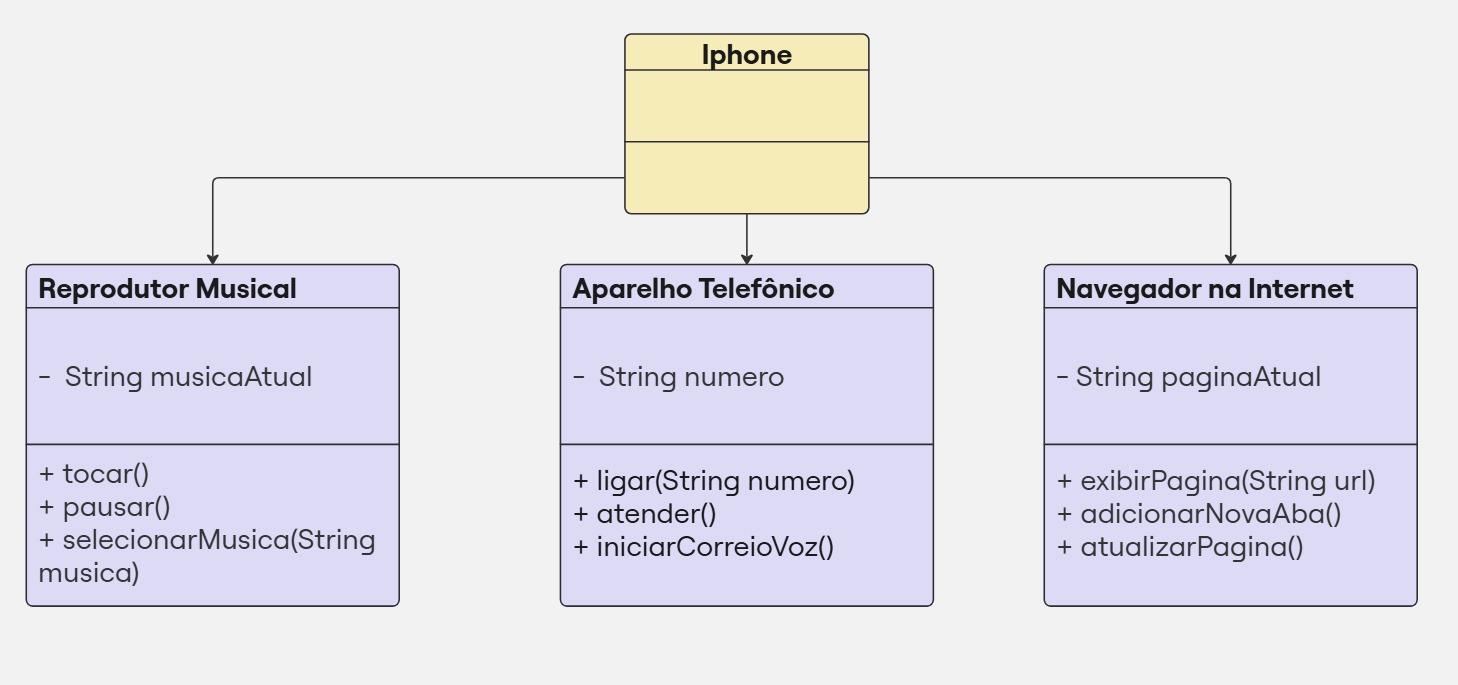 Iphone
Reprodutor Musical
- String musicaAtual
+ tocar()
+ pausar()
+ selecionarMusica(String
musica)
Aparelho Telefônico
- String numero
+ ligar(String numero)
+ atender()
+ iniciarCorreioVoz()
Navegador na Internet
- String paginaAtual
+ exibirPagina(String url)
+ adicionarNovaAba()
+ atualizarPagina()